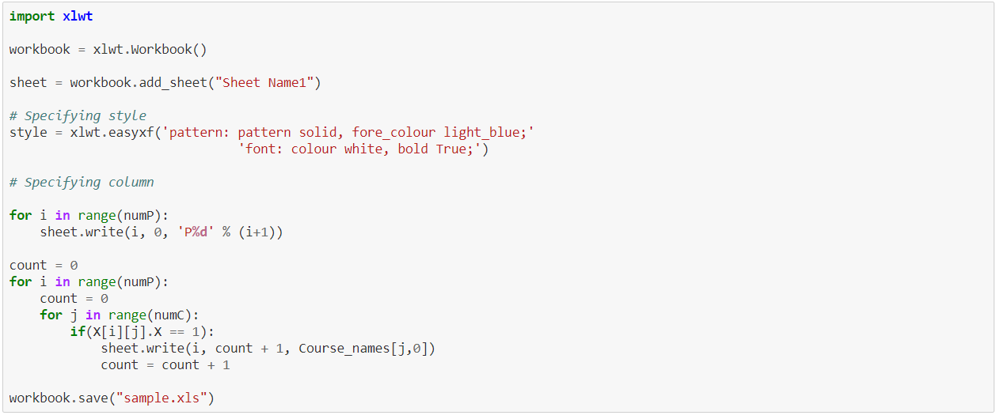 import xlwt
workbook = xlwt.Workbook()
sheet = workbook.add_sheet("Sheet Name1")
# Specifying style
style = xlwt.easyxf('pattern: pattern solid, fore_colour light_blue;'
                              'font: colour white, bold True;')
# Specifying column
for i in range(numP):
    sheet.write(i, 0, 'P%d' % (i+1))
count = 0
for i in range(numP):
    count = 0
    for j in range(numC):
        if(X[i][j].X == 1):
            sheet.write(i, count + 1, Course_names[j,0])
            count = count + 1
workbook.save("sample.xls")